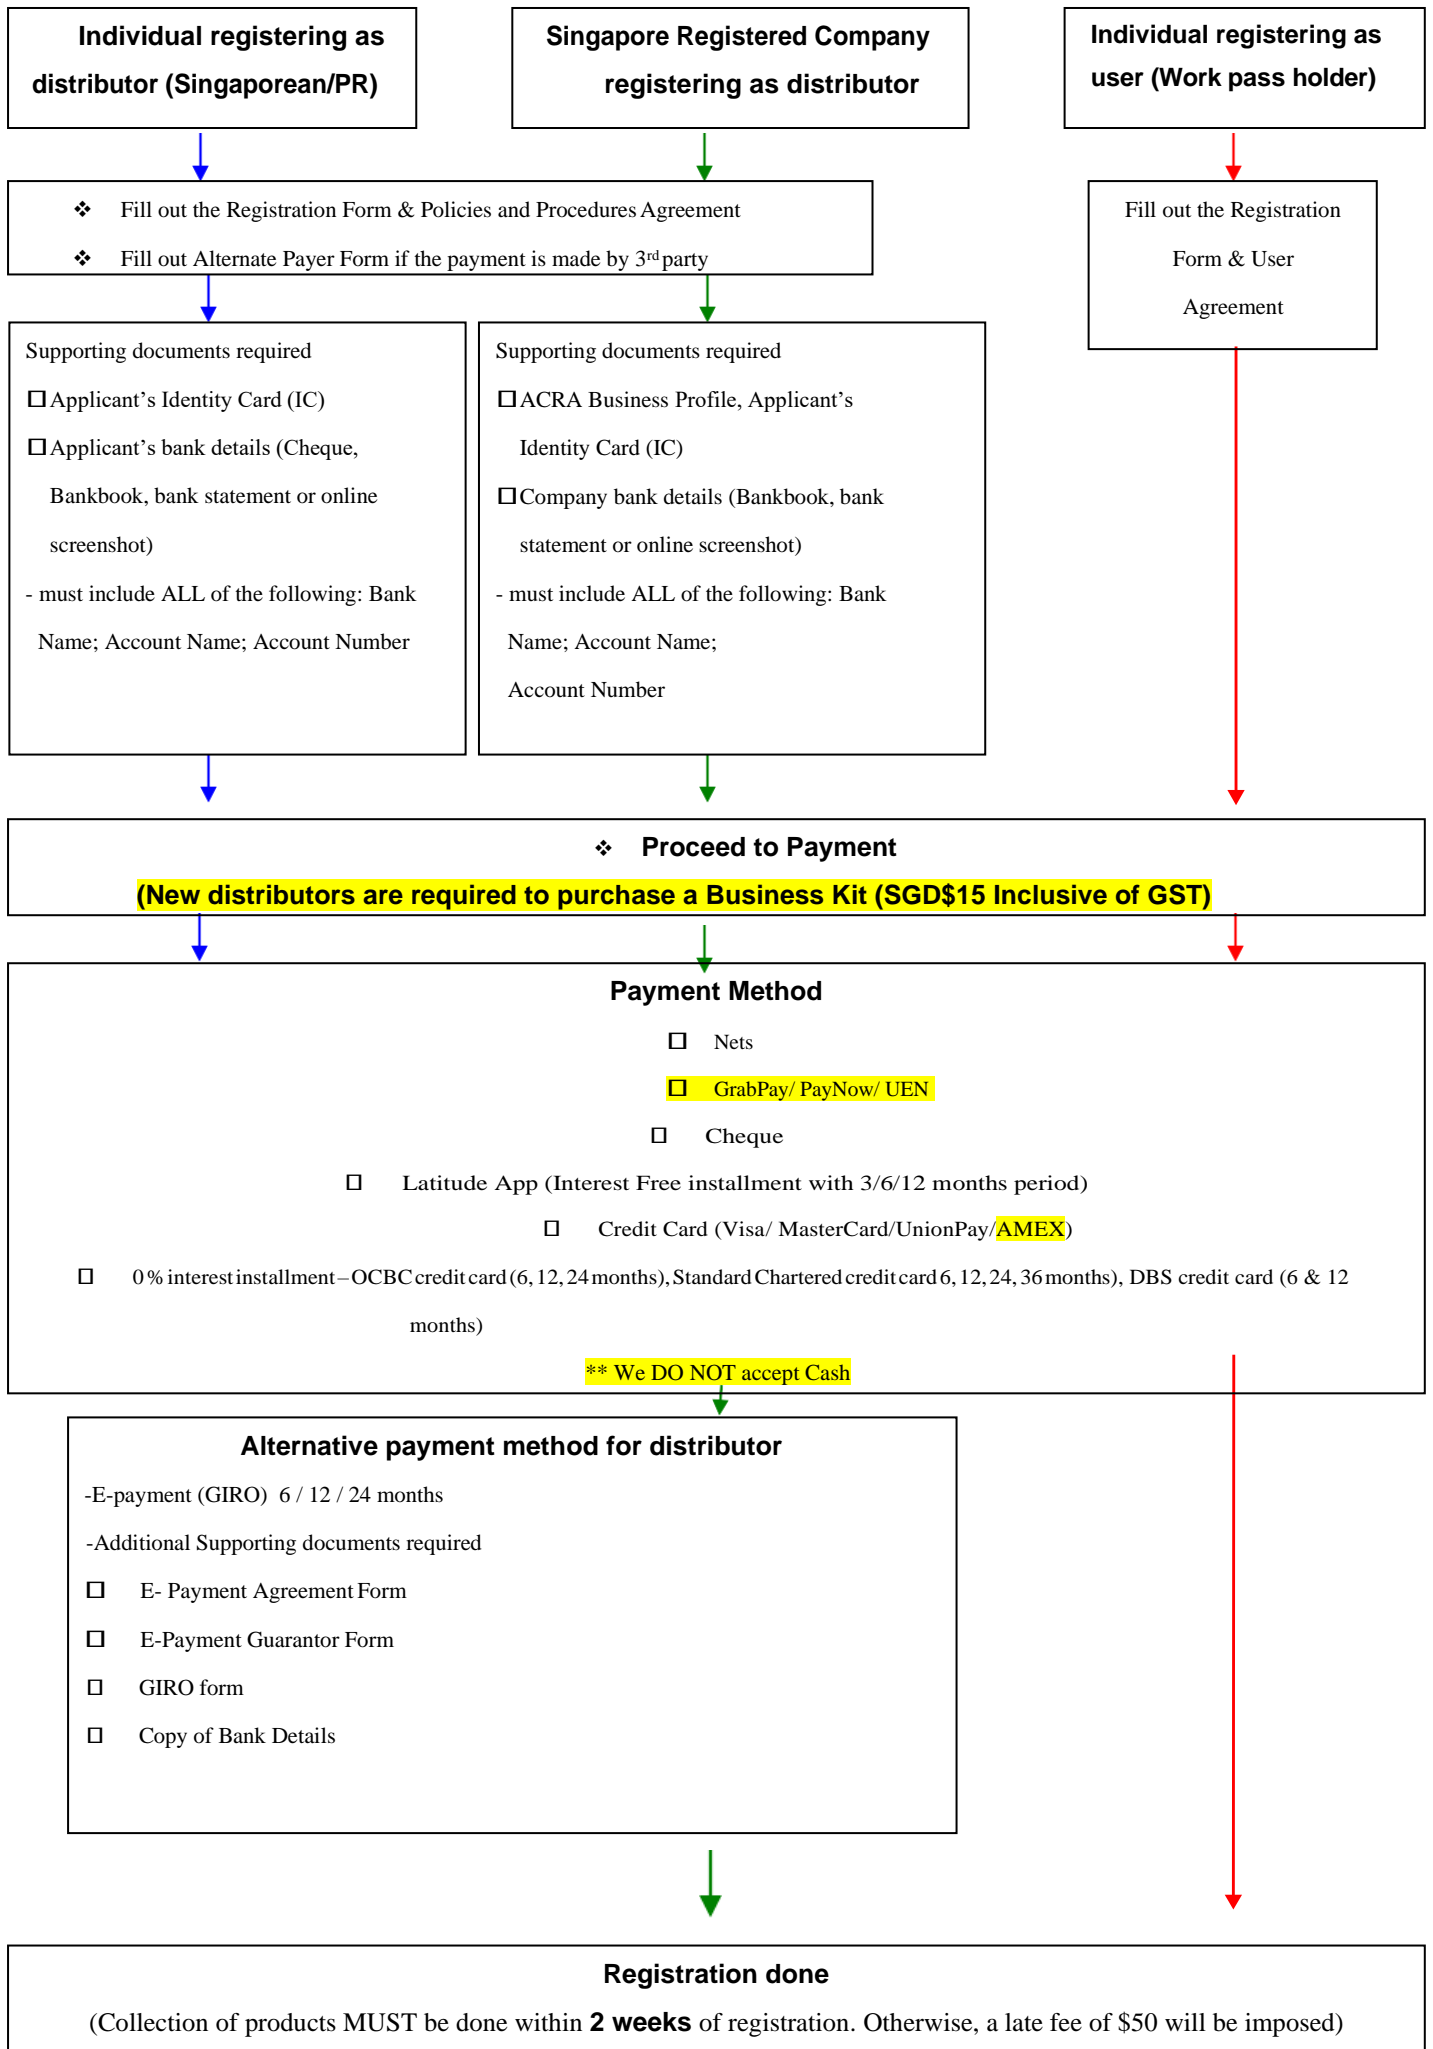 Individual registering as
distributor (Singaporean/PR)
Singapore Registered Company
registering as distributor
Individual registering as
user (Work pass holder)
❖ Fill out the Registration Form & Policies and Procedures Agreement
❖ Fill out Alternate Payer Form if the payment is made by 3rd party
Fill out the Registration
Form & User
Agreement
Supporting documents required
☐ Applicant’s Identity Card (IC)
☐ Applicant’s bank details (Cheque,
Bankbook, bank statement or online
screenshot)
- must include ALL of the following: Bank
Name; Account Name; Account Number
Supporting documents required
☐ ACRA Business Profile, Applicant’s
Identity Card (IC)
☐ Company bank details (Bankbook, bank
statement or online screenshot)
- must include ALL of the following: Bank
Name; Account Name;
Account Number
❖ Proceed to Payment
(New distributors are required to purchase a Business Kit (SGD$15 Inclusive of GST)
Payment Method
☐ Nets
☐ GrabPay/ PayNow/ UEN
☐ Cheque
☐ Latitude App (Interest Free installment with 3/6/12 months period)
☐ Credit Card (Visa/ MasterCard/UnionPay/AMEX)
☐ 0% interest installment – OCBC credit card (6, 12, 24 months), Standard Chartered credit card 6, 12, 24, 36 months), DBS credit card (6 & 12
months)
** We DO NOT accept Cash
Alternative payment method for distributor
-E-payment (GIRO) 6 / 12 / 24 months
-Additional Supporting documents required
☐ E- Payment Agreement Form
☐ E-Payment Guarantor Form
☐ GIRO form
☐ Copy of Bank Details
Registration done
(Collection of products MUST be done within 2 weeks of registration. Otherwise, a late fee of $50 will be imposed)